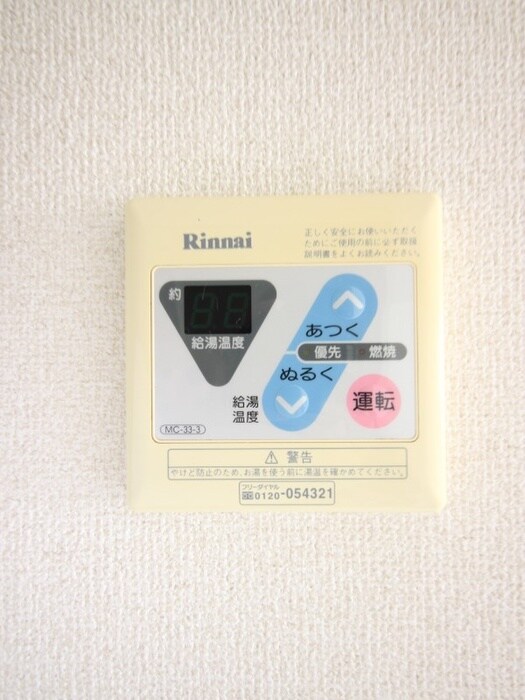 Rinnai
正しく安全にお使いいただく
ためにご使用の前に必ず取扱
説明書をよくお読みください。
約
給湯温度
あつく
優先 燃焼
ぬるく
給湯
温度
運転
MC-33-3
⚠ 警告
やけど防止のため、お湯を使う前に湯温を確かめてください。
フリーダイヤル
0120-054321